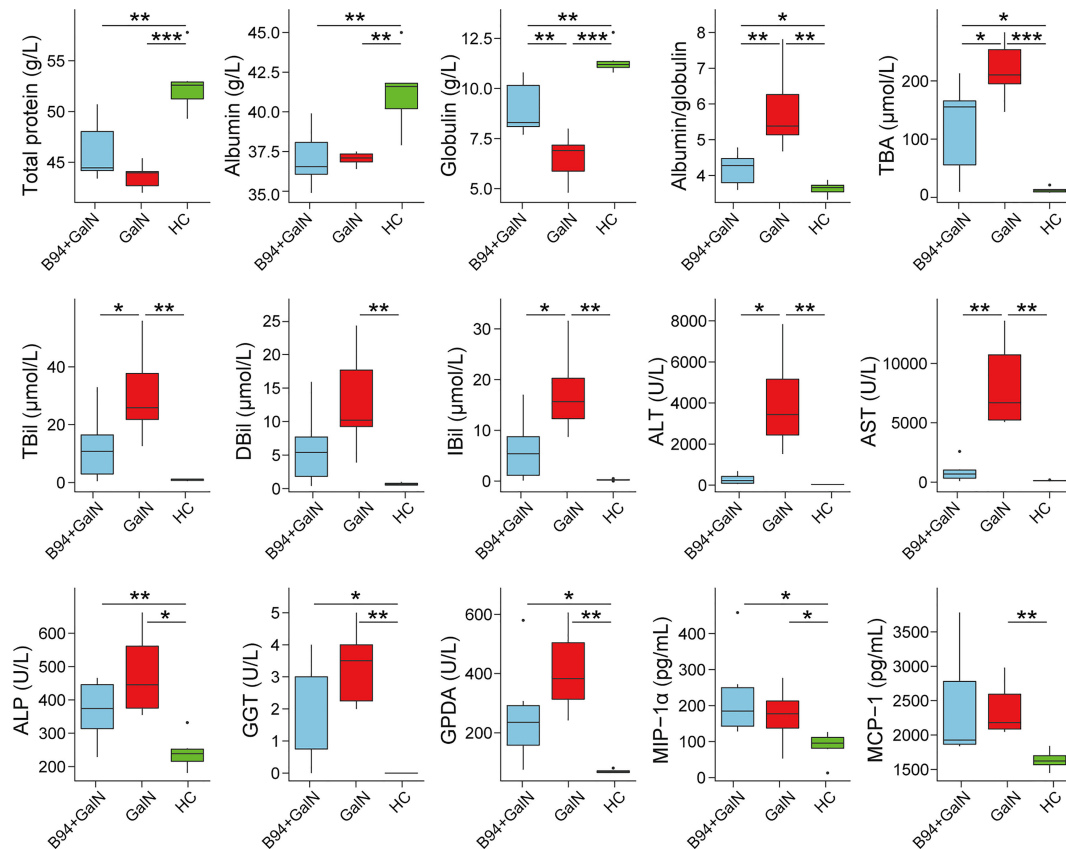 Total protein (g/L)
55
50
45
**
***
B94+GalN
GalN
HC
Albumin (g/L)
45.0
42.5
40.0
37.5
35.0
**
**
B94+GalN
GalN
HC
Globulin (g/L)
12.5
10.0
7.5
5.0
**
**
***
B94+GalN
GalN
HC
Albumin/globulin
8
7
6
5
4
*
**
**
B94+GalN
GalN
HC
TBA (μmol/L)
200
100
0
*
*
***
B94+GalN
GalN
HC
TBil (μmol/L)
40
20
0
*
**
B94+GalN
GalN
HC
DBil (μmol/L)
25
20
15
10
5
0
**
B94+GalN
GalN
HC
IBil (μmol/L)
30
20
10
0
*
**
B94+GalN
GalN
HC
ALT (U/L)
8000
6000
4000
2000
0
*
**
B94+GalN
GalN
HC
AST (U/L)
10000
5000
0
**
**
B94+GalN
GalN
HC
ALP (U/L)
600
500
400
300
200
**
*
B94+GalN
GalN
HC
GGT (U/L)
5
4
3
2
1
0
*
**
B94+GalN
GalN
HC
GPDA (U/L)
600
400
200
*
**
B94+GalN
GalN
HC
MIP−1α (pg/mL)
400
300
200
100
0
*
*
B94+GalN
GalN
HC
MCP−1 (pg/mL)
3500
3000
2500
2000
1500
**
B94+GalN
GalN
HC